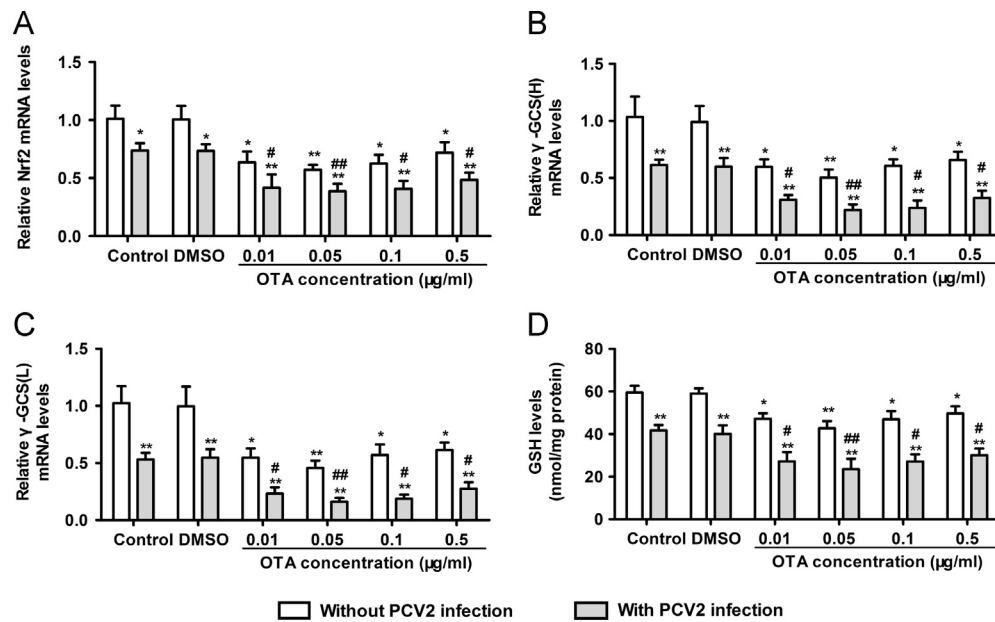 A
Relative Nrf2 mRNA levels
1.5
1.0
0.5
0.0
* * * # ** ** ## ** * # ** * # **
Control DMSO 0.01 0.05 0.1 0.5
OTA concentration (µg/ml)
B
Relative γ -GCS(H)
mRNA levels
1.5
1.0
0.5
0.0
** ** * # ** ** ## ** * # ** * # **
Control DMSO 0.01 0.05 0.1 0.5
OTA concentration (µg/ml)
C
Relative γ -GCS(L)
mRNA levels
1.5
1.0
0.5
0.0
** ** * # ** ** ## ** * # ** * # **
Control DMSO 0.01 0.05 0.1 0.5
OTA concentration (µg/ml)
D
GSH levels
(nmol/mg protein)
80
60
40
20
0
** ** * # ** ** ## ** * # ** * # **
Control DMSO 0.01 0.05 0.1 0.5
OTA concentration (µg/ml)
Without PCV2 infection
With PCV2 infection